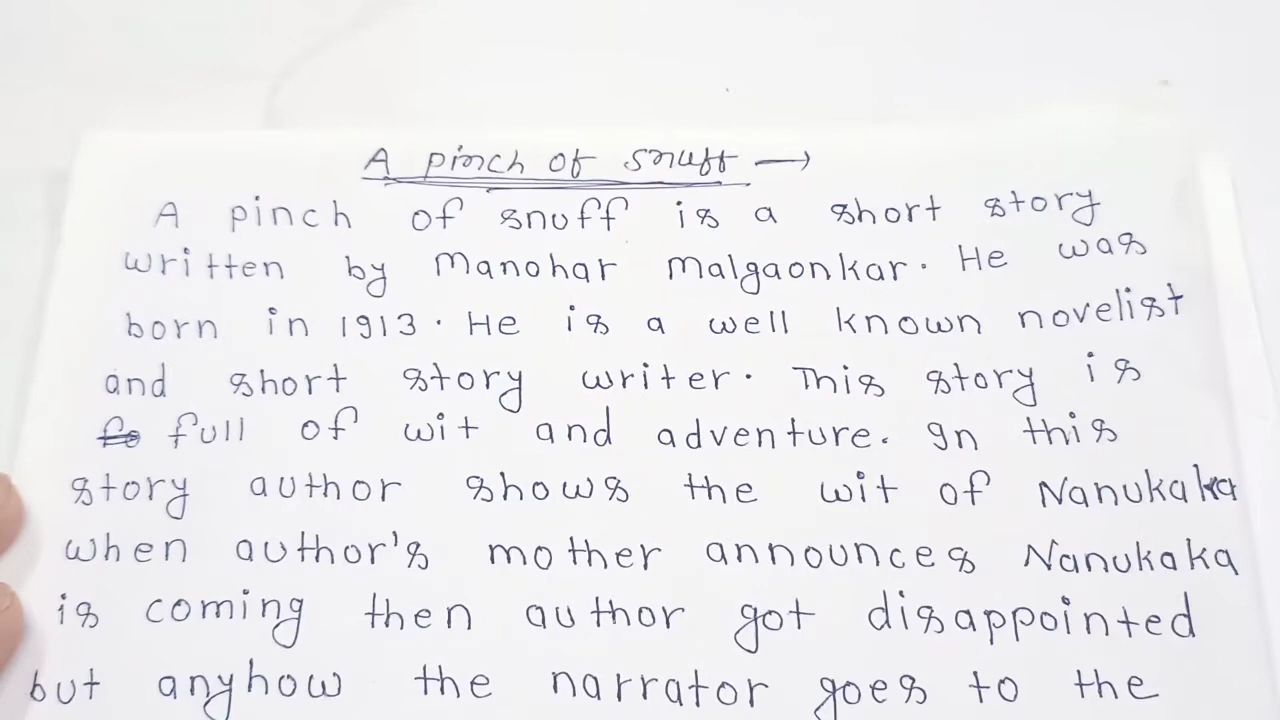 A pinch of snuff →
A pinch of snuff is a short story
written by Manohar Malgaonkar. He was
born in 1913. He is a well known novelist
and short story writer. This story is
full of wit and adventure. In this
story author shows the wit of Nanukaka
when author's mother announces Nanukaka
is coming then author got disappointed
but anyhow the narrator goes to the